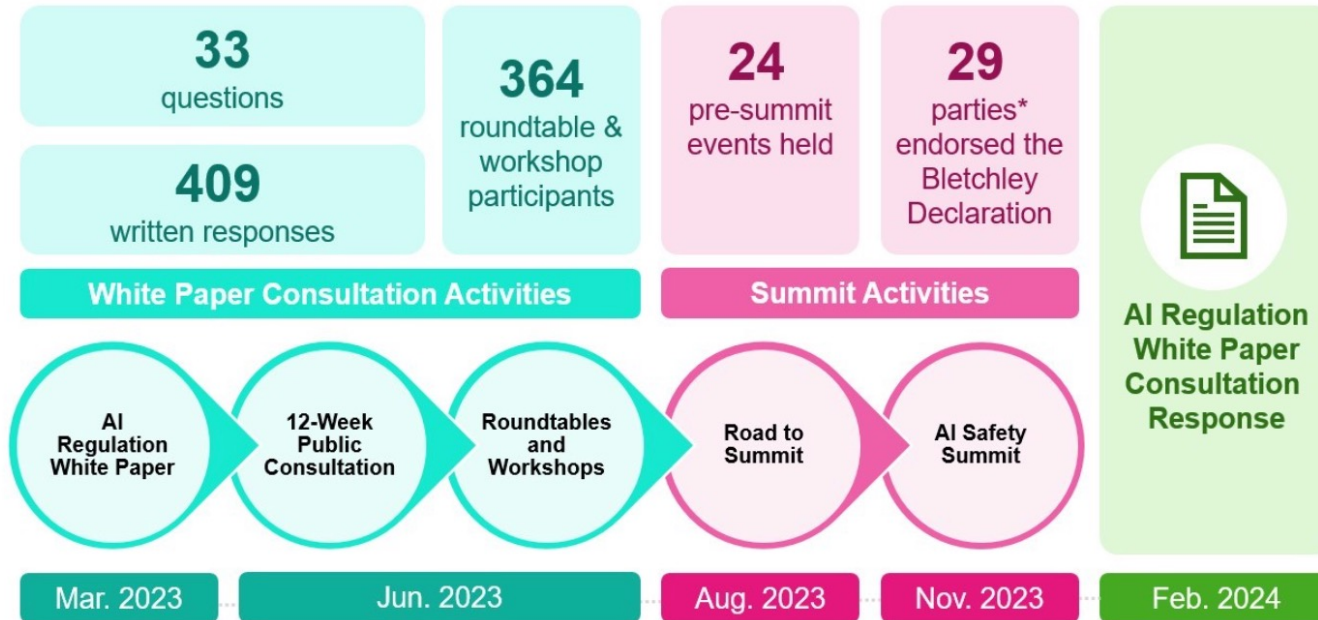 33
questions
409
written responses
364
roundtable &
workshop
participants
24
pre-summit
events held
29
parties*
endorsed the
Bletchley
Declaration
White Paper Consultation Activities
Summit Activities
AI Regulation
White Paper
Consultation
Response
AI
Regulation
White Paper
12-Week
Public
Consultation
Roundtables
and
Workshops
Road to
Summit
AI Safety
Summit
Mar. 2023
Jun. 2023
Aug. 2023
Nov. 2023
Feb. 2024